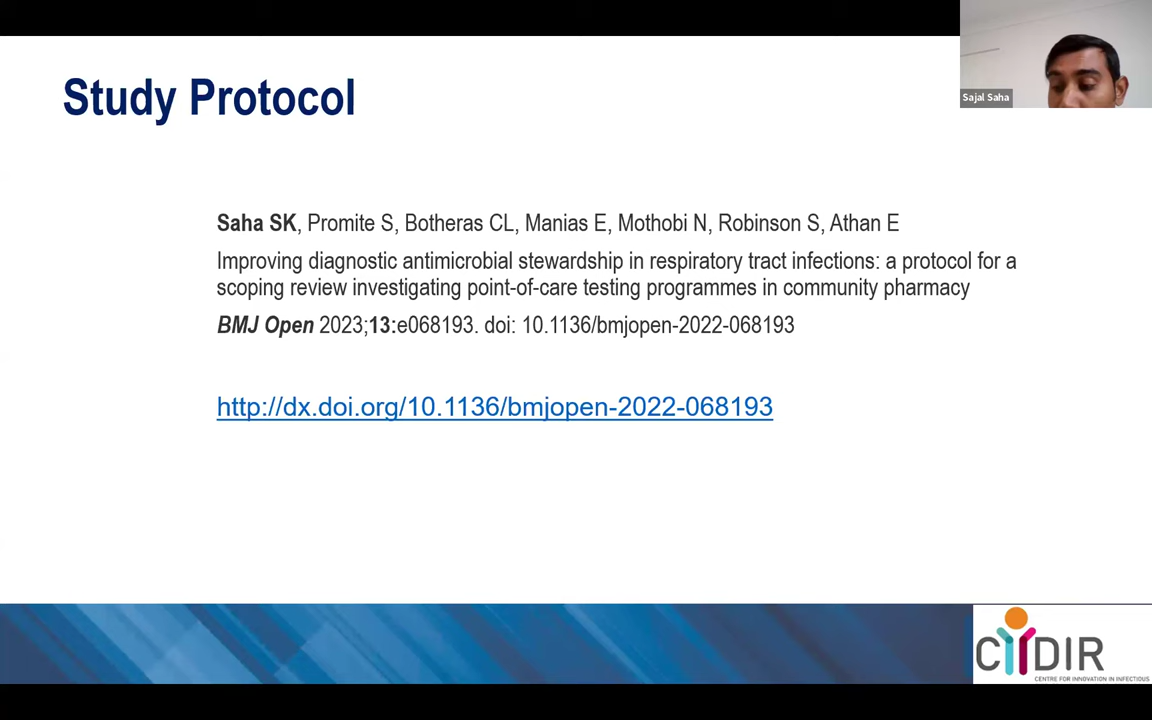 Sajal Saha
Study Protocol
Saha SK, Promite S, Botheras CL, Manias E, Mothobi N, Robinson S, Athan E
Improving diagnostic antimicrobial stewardship in respiratory tract infections: a protocol for a
scoping review investigating point-of-care testing programmes in community pharmacy
BMJ Open 2023;13:e068193. doi: 10.1136/bmjopen-2022-068193
http://dx.doi.org/10.1136/bmjopen-2022-068193
CIIDIR
CENTRE FOR INNOVATION IN INFECTIOUS